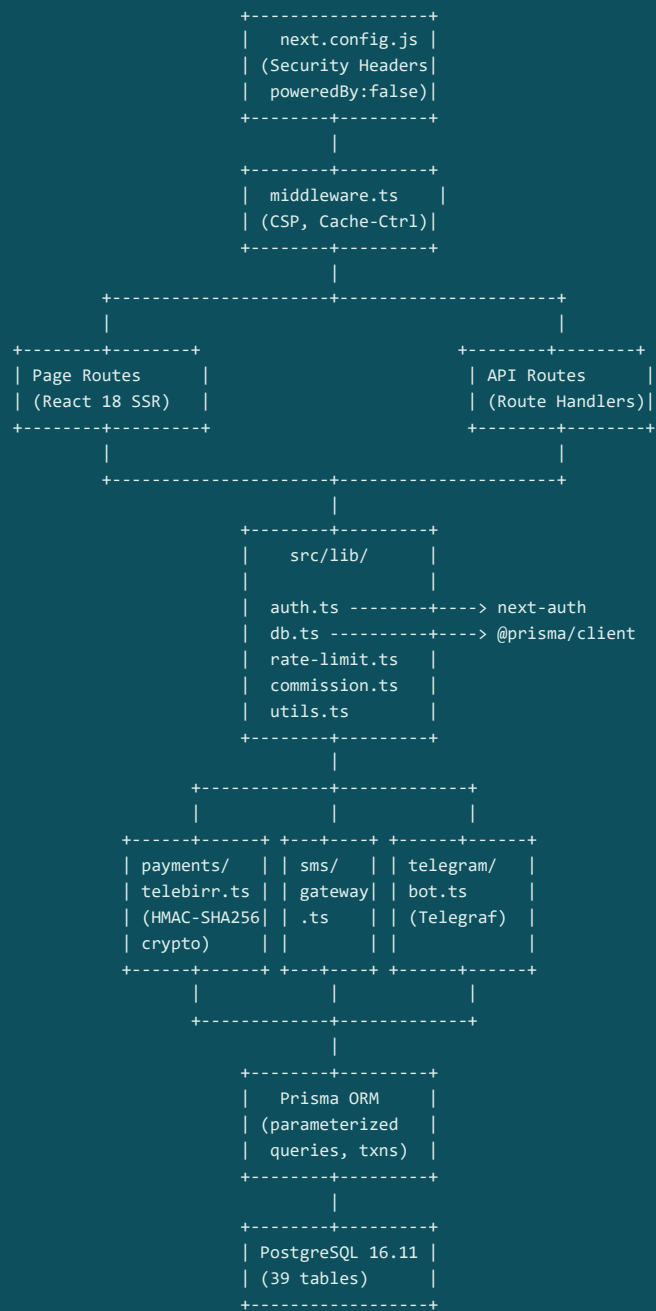 next.config.js
(Security Headers
poweredBy:false)
middleware.ts
(CSP, Cache-Ctrl)
Page Routes
(React 18 SSR)
API Routes
(Route Handlers)
src/lib/
auth.ts --------+----> next-auth
db.ts ----------+----> @prisma/client
rate-limit.ts
commission.ts
utils.ts
payments/
telebirr.ts
(HMAC-SHA256
crypto)
sms/
gateway
.ts
telegram/
bot.ts
(Telegraf)
Prisma ORM
(parameterized
queries, txns)
PostgreSQL 16.11
(39 tables)